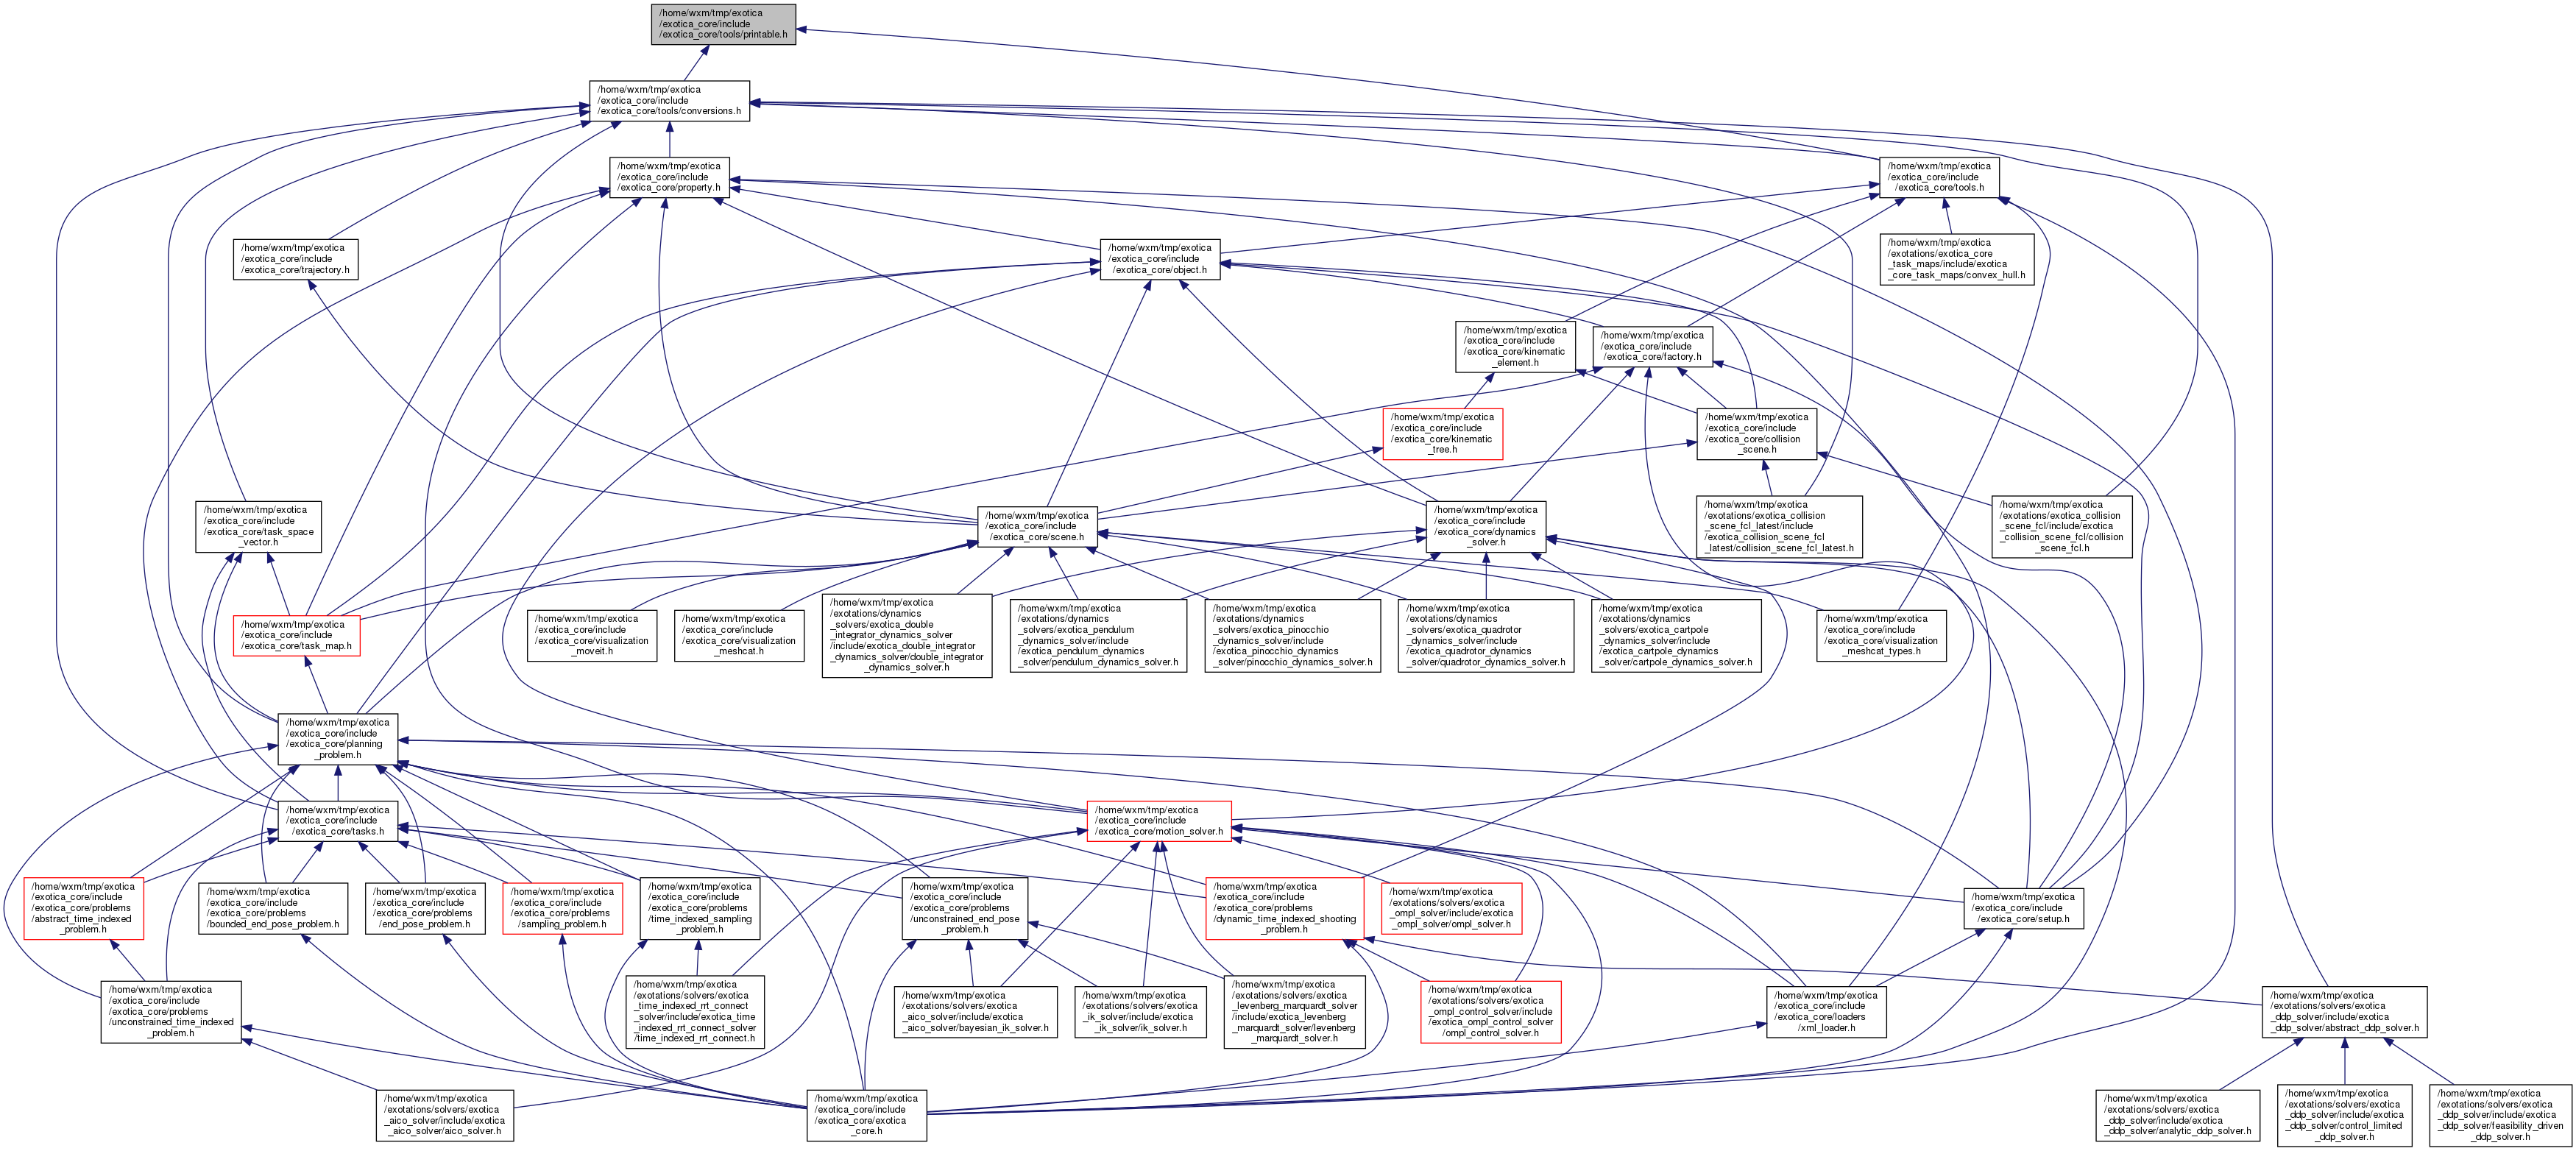 /home/wxm/tmp/exotica
/exotica_core/include
/exotica_core/tools/printable.h
/home/wxm/tmp/exotica
/exotica_core/include
/exotica_core/tools/conversions.h
/home/wxm/tmp/exotica
/exotica_core/include
/exotica_core/property.h
/home/wxm/tmp/exotica
/exotica_core/include
/exotica_core/tools.h
/home/wxm/tmp/exotica
/exotica_core/include
/exotica_core/trajectory.h
/home/wxm/tmp/exotica
/exotica_core/include
/exotica_core/object.h
/home/wxm/tmp/exotica
/exotations/exotica_core
_task_maps/include/exotica
_core_task_maps/convex_hull.h
/home/wxm/tmp/exotica
/exotica_core/include
/exotica_core/kinematic
_element.h
/home/wxm/tmp/exotica
/exotica_core/include
/exotica_core/factory.h
/home/wxm/tmp/exotica
/exotica_core/include
/exotica_core/kinematic
_tree.h
/home/wxm/tmp/exotica
/exotica_core/include
/exotica_core/collision
_scene.h
/home/wxm/tmp/exotica
/exotica_core/include
/exotica_core/task_space
_vector.h
/home/wxm/tmp/exotica
/exotica_core/include
/exotica_core/scene.h
/home/wxm/tmp/exotica
/exotica_core/include
/exotica_core/dynamics
_solver.h
/home/wxm/tmp/exotica
/exotations/exotica_collision
_scene_fcl_latest/include
/exotica_collision_scene_fcl
_latest/collision_scene_fcl_latest.h
/home/wxm/tmp/exotica
/exotations/exotica_collision
_scene_fcl/include/exotica
_collision_scene_fcl/collision
_scene_fcl.h
/home/wxm/tmp/exotica
/exotica_core/include
/exotica_core/task_map.h
/home/wxm/tmp/exotica
/exotica_core/include
/exotica_core/visualization
_moveit.h
/home/wxm/tmp/exotica
/exotica_core/include
/exotica_core/visualization
_meshcat.h
/home/wxm/tmp/exotica
/exotations/dynamics
_solvers/exotica_double
_integrator_dynamics_solver
/include/exotica_double_integrator
_dynamics_solver/double_integrator
_dynamics_solver.h
/home/wxm/tmp/exotica
/exotations/dynamics
_solvers/exotica_pendulum
_dynamics_solver/include
/exotica_pendulum_dynamics
_solver/pendulum_dynamics_solver.h
/home/wxm/tmp/exotica
/exotations/dynamics
_solvers/exotica_pinocchio
_dynamics_solver/include
/exotica_pinocchio_dynamics
_solver/pinocchio_dynamics_solver.h
/home/wxm/tmp/exotica
/exotations/dynamics
_solvers/exotica_quadrotor
_dynamics_solver/include
/exotica_quadrotor_dynamics
_solver/quadrotor_dynamics_solver.h
/home/wxm/tmp/exotica
/exotations/dynamics
_solvers/exotica_cartpole
_dynamics_solver/include
/exotica_cartpole_dynamics
_solver/cartpole_dynamics_solver.h
/home/wxm/tmp/exotica
/exotica_core/include
/exotica_core/visualization
_meshcat_types.h
/home/wxm/tmp/exotica
/exotica_core/include
/exotica_core/planning
_problem.h
/home/wxm/tmp/exotica
/exotica_core/include
/exotica_core/tasks.h
/home/wxm/tmp/exotica
/exotica_core/include
/exotica_core/motion_solver.h
/home/wxm/tmp/exotica
/exotica_core/include
/exotica_core/problems
/abstract_time_indexed
_problem.h
/home/wxm/tmp/exotica
/exotica_core/include
/exotica_core/problems
/bounded_end_pose_problem.h
/home/wxm/tmp/exotica
/exotica_core/include
/exotica_core/problems
/end_pose_problem.h
/home/wxm/tmp/exotica
/exotica_core/include
/exotica_core/problems
/sampling_problem.h
/home/wxm/tmp/exotica
/exotica_core/include
/exotica_core/problems
/time_indexed_sampling
_problem.h
/home/wxm/tmp/exotica
/exotica_core/include
/exotica_core/problems
/unconstrained_end_pose
_problem.h
/home/wxm/tmp/exotica
/exotica_core/include
/exotica_core/problems
/dynamic_time_indexed_shooting
_problem.h
/home/wxm/tmp/exotica
/exotations/solvers/exotica
_ompl_solver/include/exotica
_ompl_solver/ompl_solver.h
/home/wxm/tmp/exotica
/exotica_core/include
/exotica_core/setup.h
/home/wxm/tmp/exotica
/exotica_core/include
/exotica_core/problems
/unconstrained_time_indexed
_problem.h
/home/wxm/tmp/exotica
/exotations/solvers/exotica
_time_indexed_rrt_connect
_solver/include/exotica_time
_indexed_rrt_connect_solver
/time_indexed_rrt_connect.h
/home/wxm/tmp/exotica
/exotations/solvers/exotica
_aico_solver/include/exotica
_aico_solver/bayesian_ik_solver.h
/home/wxm/tmp/exotica
/exotations/solvers/exotica
_ik_solver/include/exotica
_ik_solver/ik_solver.h
/home/wxm/tmp/exotica
/exotations/solvers/exotica
_levenberg_marquardt_solver
/include/exotica_levenberg
_marquardt_solver/levenberg
_marquardt_solver.h
/home/wxm/tmp/exotica
/exotations/solvers/exotica
_ompl_control_solver/include
/exotica_ompl_control_solver
/ompl_control_solver.h
/home/wxm/tmp/exotica
/exotica_core/include
/exotica_core/loaders
/xml_loader.h
/home/wxm/tmp/exotica
/exotations/solvers/exotica
_ddp_solver/include/exotica
_ddp_solver/abstract_ddp_solver.h
/home/wxm/tmp/exotica
/exotations/solvers/exotica
_aico_solver/include/exotica
_aico_solver/aico_solver.h
/home/wxm/tmp/exotica
/exotica_core/include
/exotica_core/exotica
_core.h
/home/wxm/tmp/exotica
/exotations/solvers/exotica
_ddp_solver/include/exotica
_ddp_solver/analytic_ddp_solver.h
/home/wxm/tmp/exotica
/exotations/solvers/exotica
_ddp_solver/include/exotica
_ddp_solver/control_limited
_ddp_solver.h
/home/wxm/tmp/exotica
/exotations/solvers/exotica
_ddp_solver/include/exotica
_ddp_solver/feasibility_driven
_ddp_solver.h